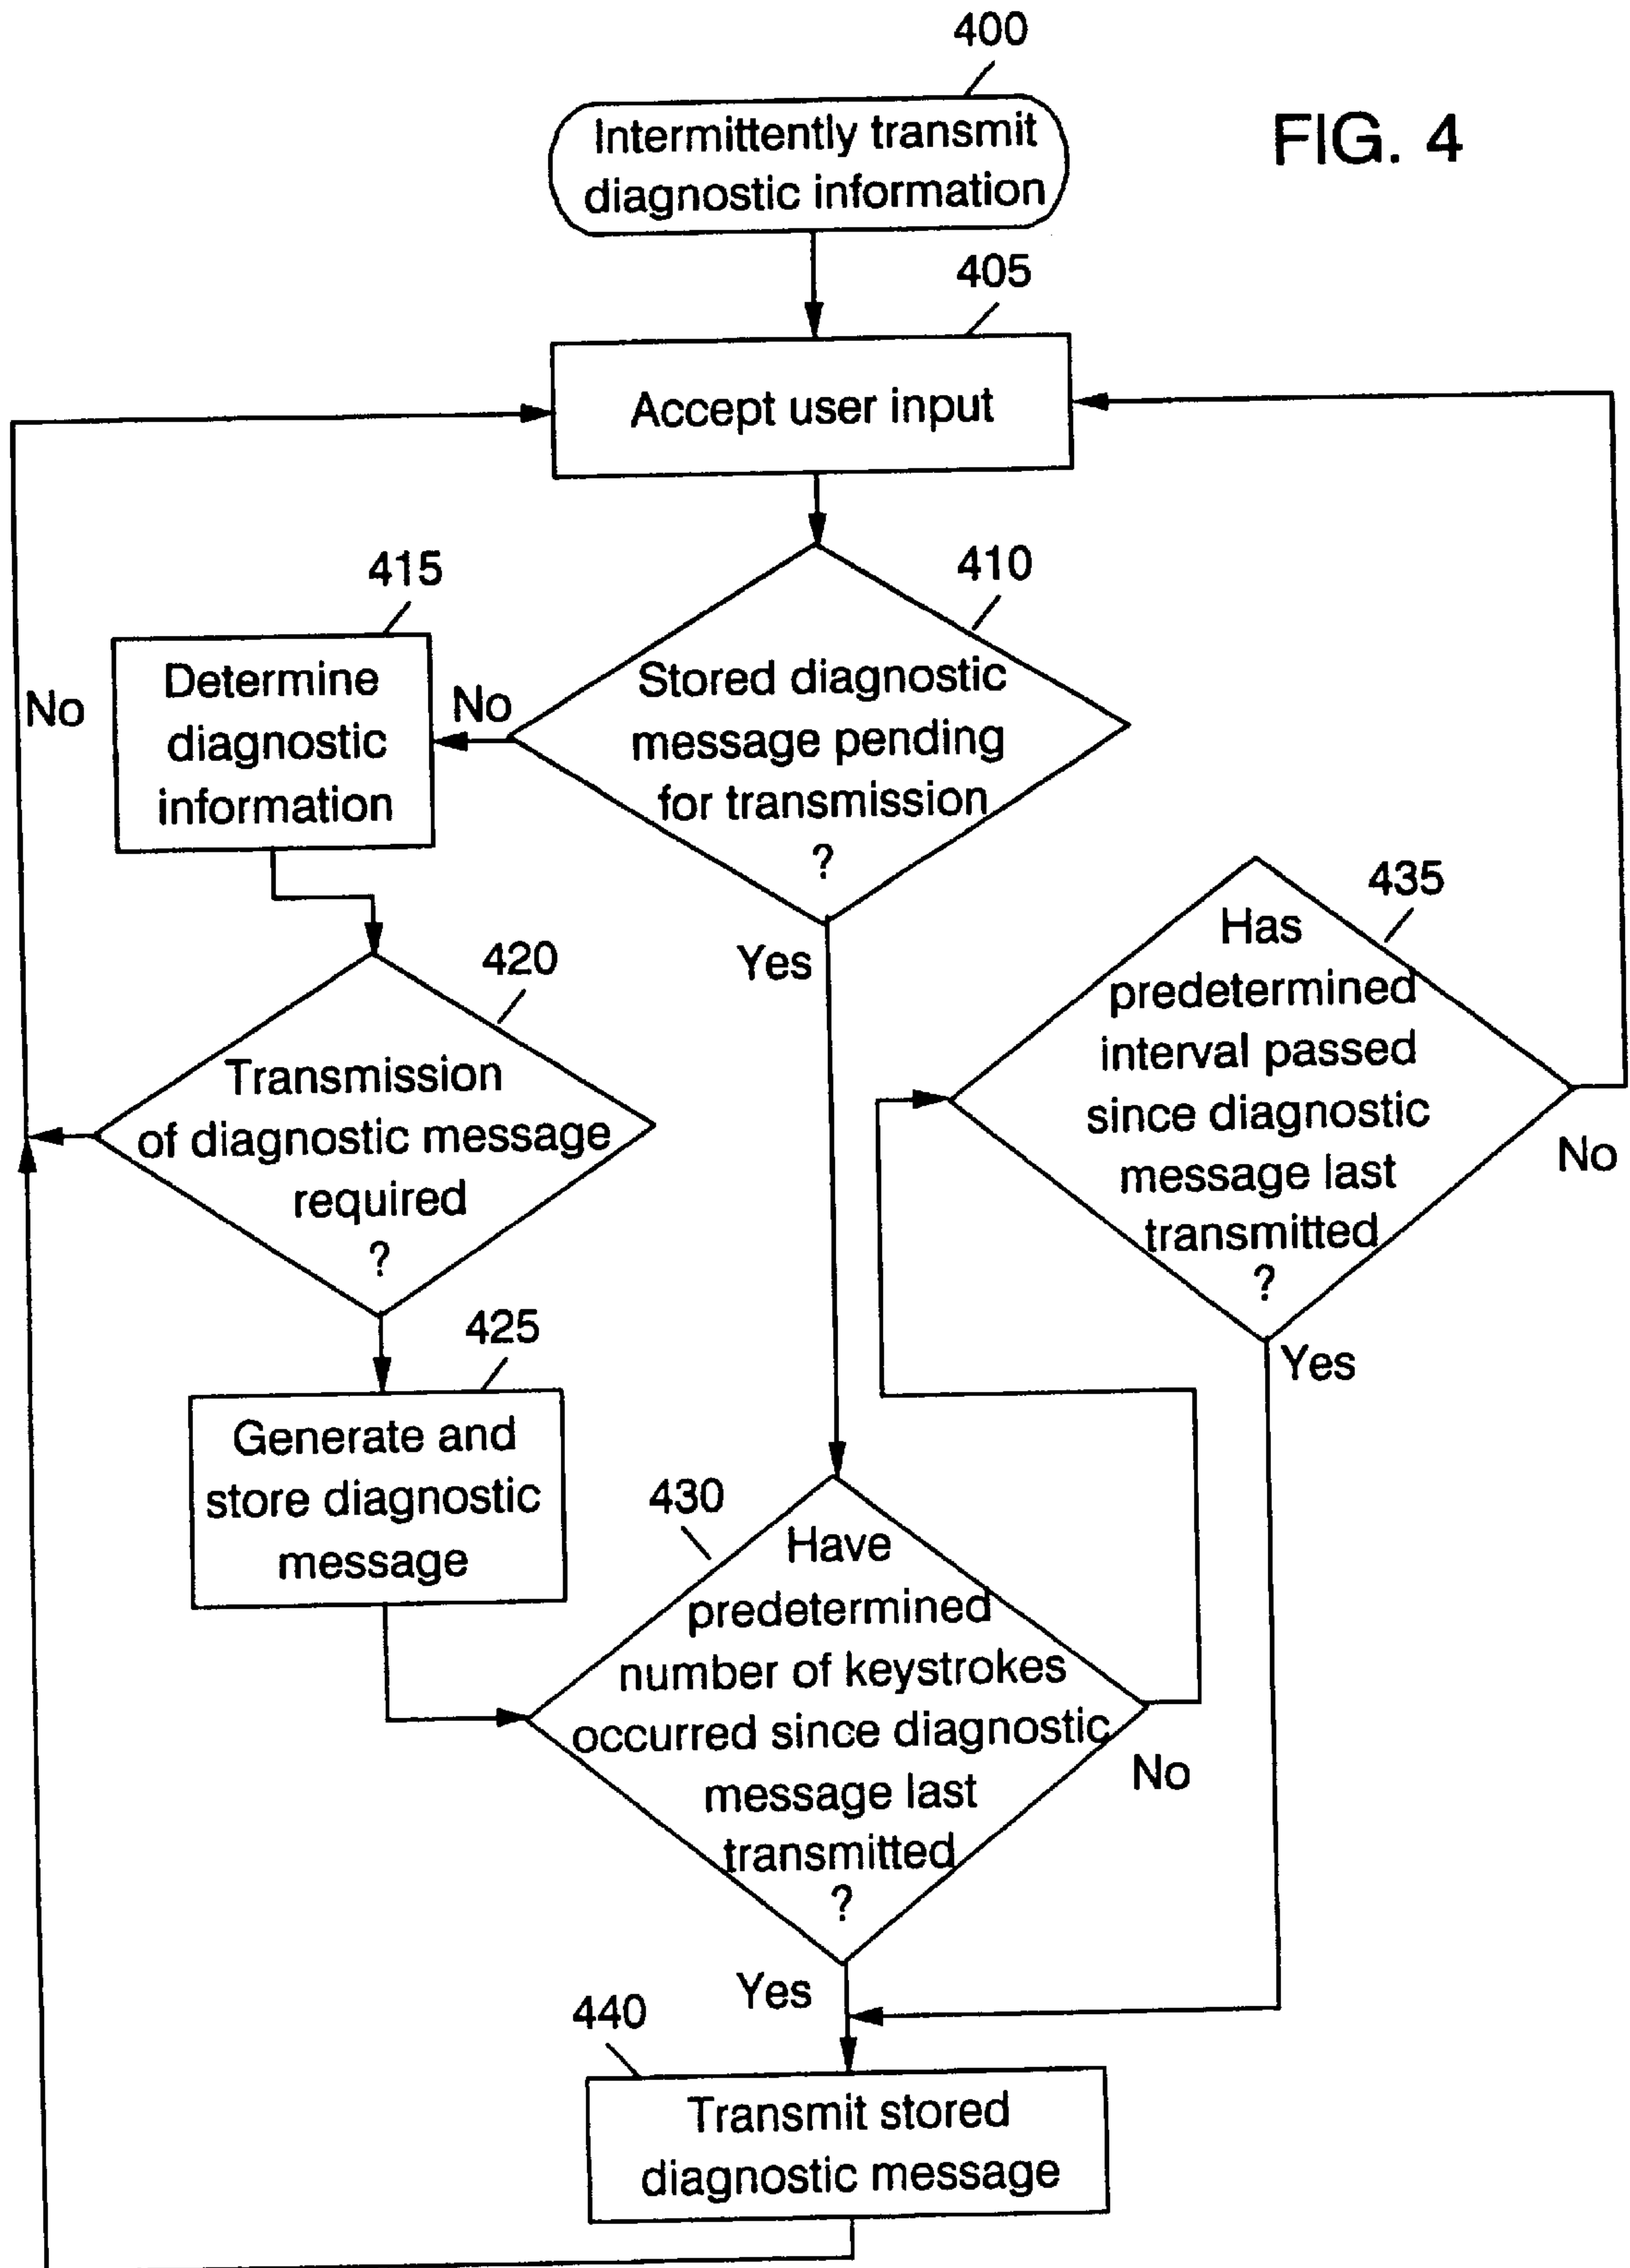 400
FIG. 4
Intermittently transmit
diagnostic information
405
Accept user input
410
Stored diagnostic
message pending
for transmission
?
No
Yes
415
Determine
diagnostic
information
No
420
Transmission
of diagnostic message
required
?
425
Generate and
store diagnostic
message
430
Have
predetermined
number of keystrokes
occurred since diagnostic
message last
transmitted
?
No
Yes
435
Has
predetermined
interval passed
since diagnostic
message last
transmitted
?
No
Yes
440
Transmit stored
diagnostic message